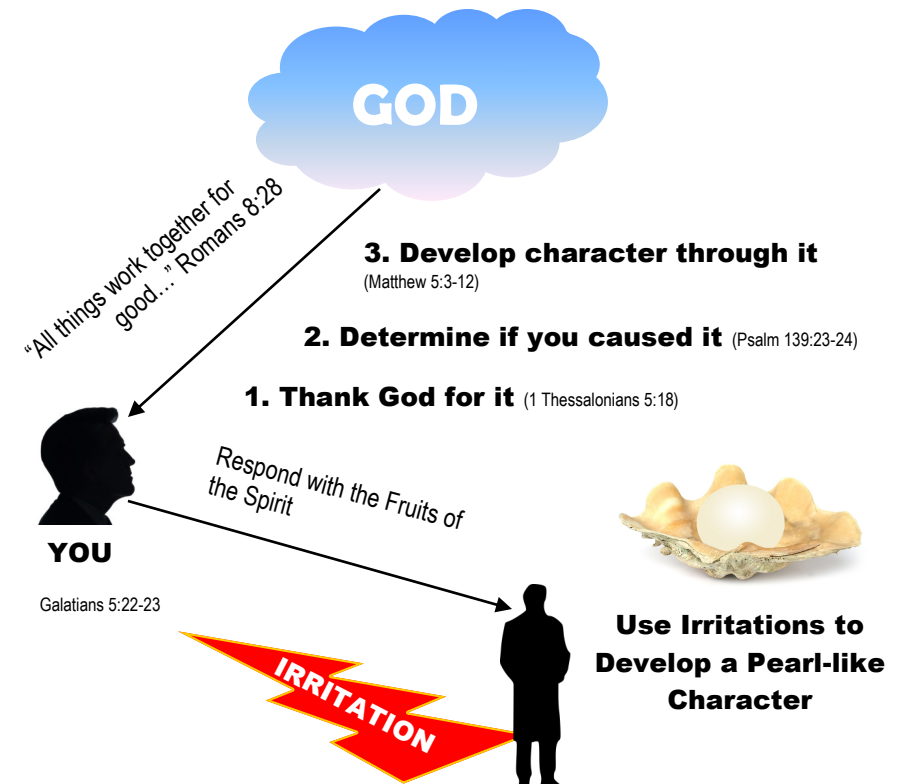 GOD
“All things work together for
good…” Romans 8:28
3. Develop character through it
(Matthew 5:3-12)
2. Determine if you caused it (Psalm 139:23-24)
1. Thank God for it (1 Thessalonians 5:18)
Respond with the Fruits of
the Spirit
YOU
Galatians 5:22-23
IRRITATION
Use Irritations to
Develop a Pearl-like
Character